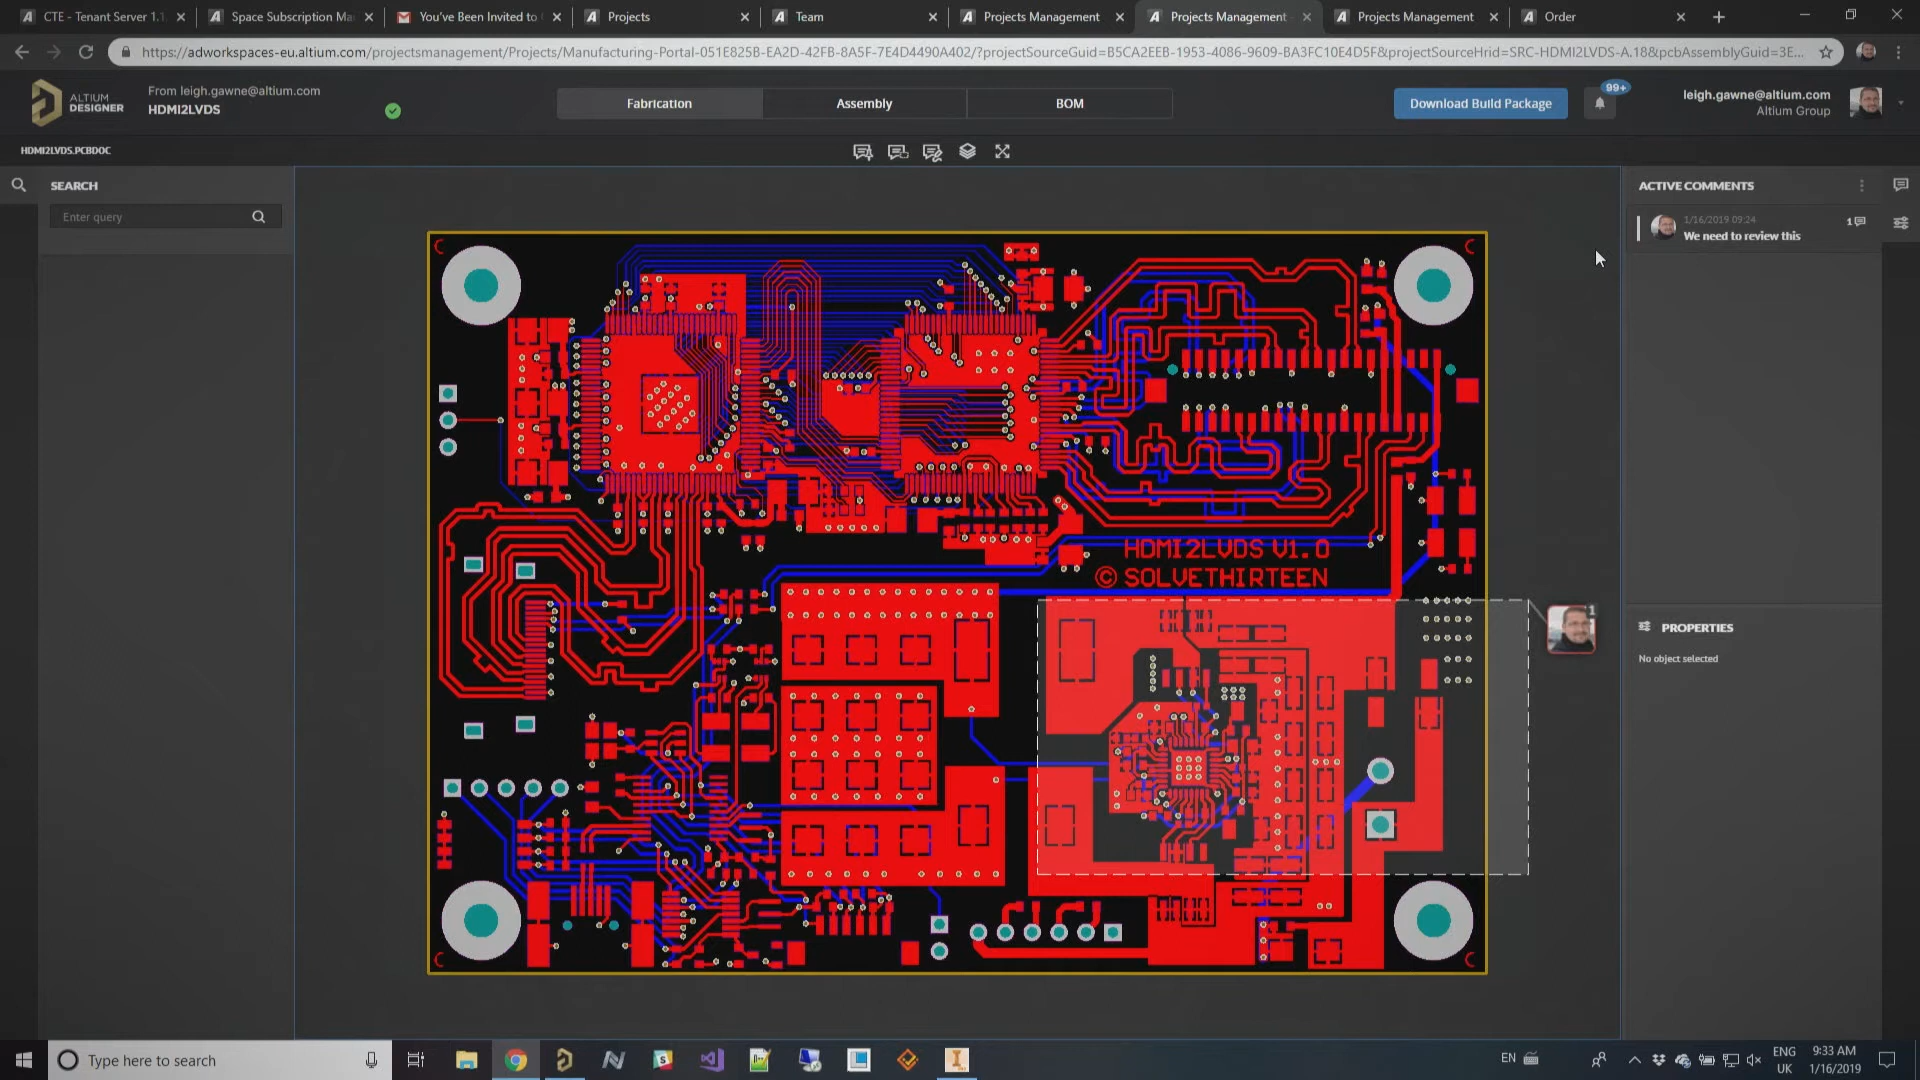 CTE - Tenant Server 1.1
Space Subscription Ma
You've Been Invited to
Projects
Team
Projects Management
Projects Management
Projects Management
Order
https://adworkspaces-eu.altium.com/projectsmanagement/Projects/Manufacturing-Portal-051E825B-EA2D-42FB-8A5F-7E4D4490A402/?projectSourceGuid=B5CA2EEB-1953-4086-9609-BA3FC10E4D5F&projectSourceHrid=SRC-HDMI2LVDS-A.18&pcbAssemblyGuid=3E...
ALTIUM
DESIGNER
From leigh.gawne@altium.com
HDMI2LVDS
Fabrication
Assembly
BOM
Download Build Package
99+
leigh.gawne@altium.com
Altium Group
HDMI2LVDS.PCBDOC
SEARCH
Enter query
ACTIVE COMMENTS
1/16/2019 09:24
We need to review this
1
HDMI2LVDS V1.0
© SOLVETHIRTEEN
1
PROPERTIES
No object selected
Type here to search
EN
ENG
UK
9:33 AM
1/16/2019